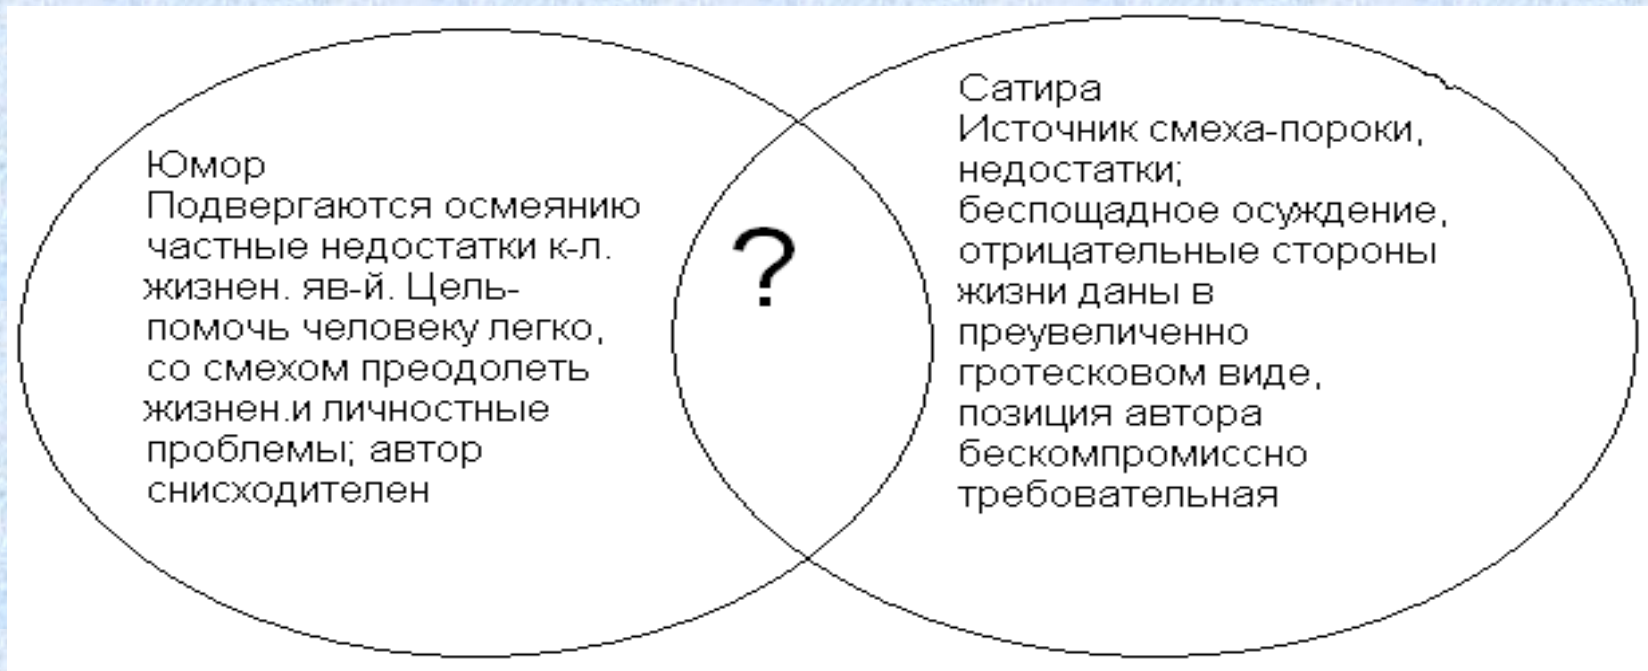 Юмор
Подвергаются осмеянию
частные недостатки к-л.
жизнен. яв-й. Цель-
помочь человеку легко,
со смехом преодолеть
жизнен.и личностные
проблемы; автор
снисходителен
?
Сатира
Источник смеха-пороки,
недостатки;
беспощадное осуждение,
отрицательные стороны
жизни даны в
преувеличенно
гротесковом виде,
позиция автора
бескомпромиссно
требовательная